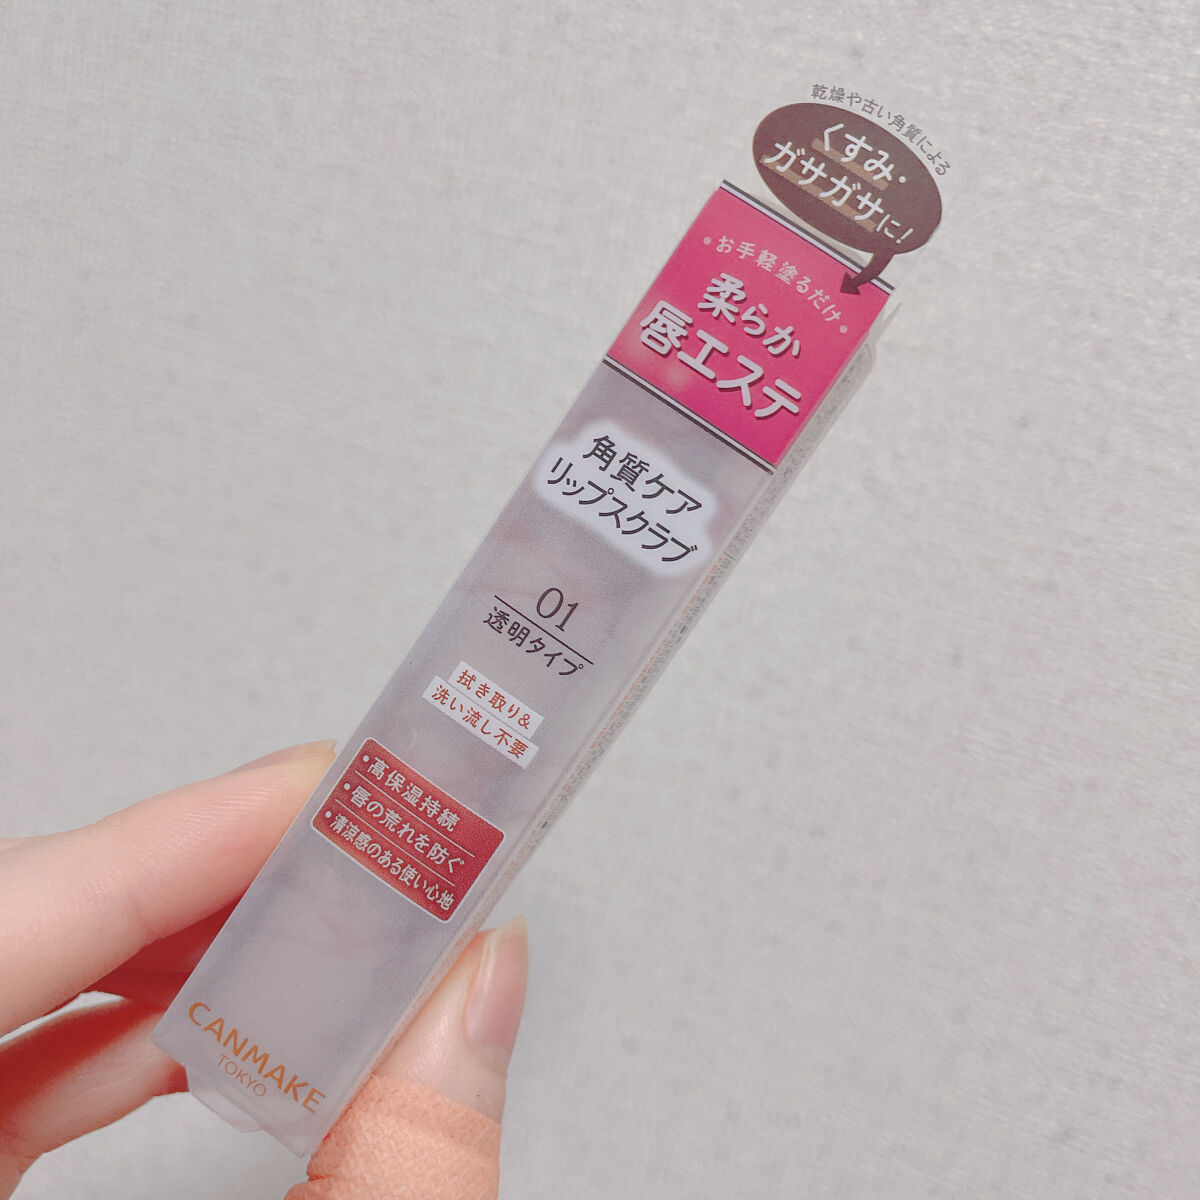 乾燥や古い角質による
くすみ・
ガサガサに!
・お手軽塗るだけ・
柔らか
唇エステ
角質ケア
リップスクラブ
01
透明タイプ
拭き取り&
洗い流し不要
・高保湿持続
・唇の荒れを防ぐ
・清涼感のある使い心地
CANMAKE
TOKYO